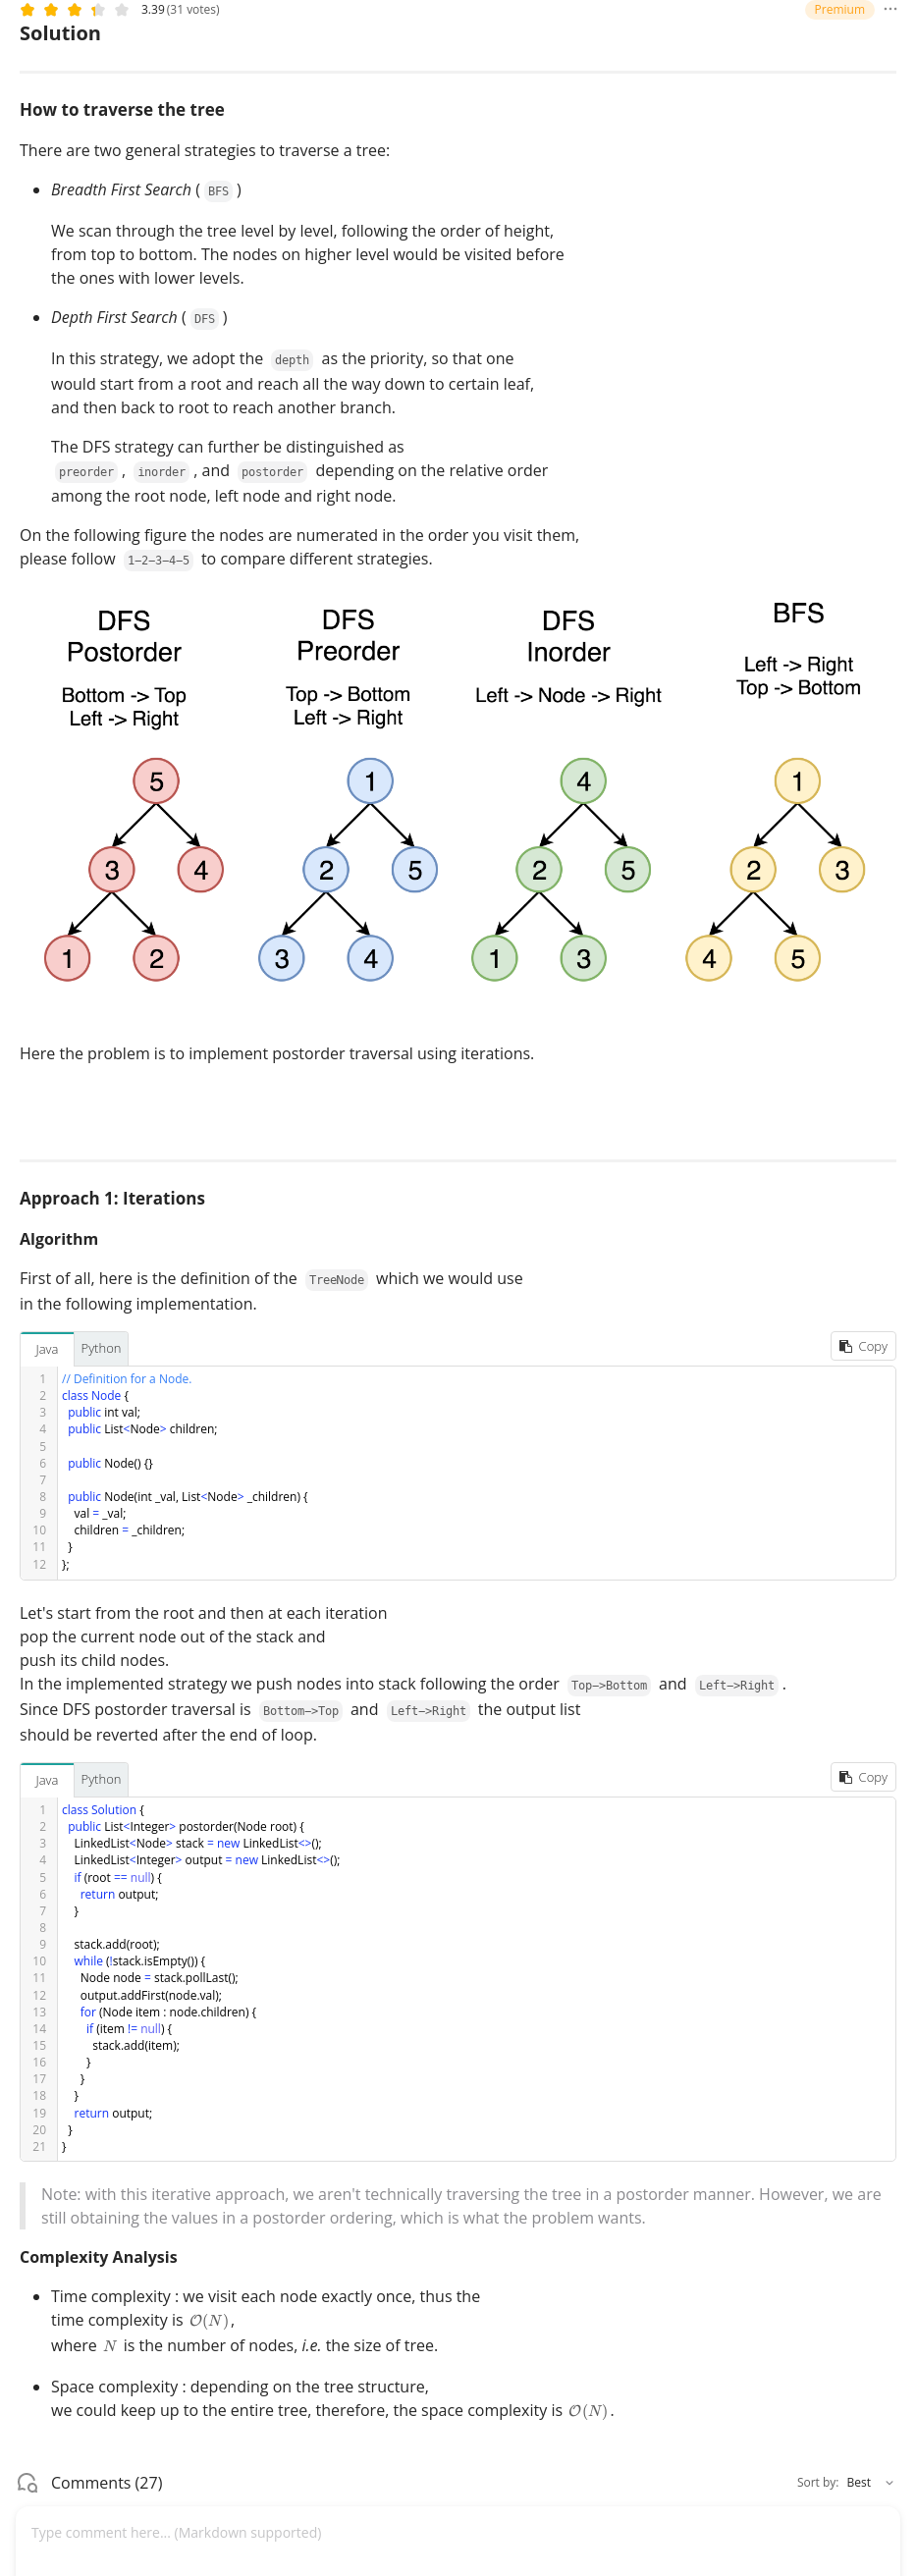 3.39 (31 votes)
Premium
Solution
How to traverse the tree
There are two general strategies to traverse a tree:
Breadth First Search ( BFS )
We scan through the tree level by level, following the order of height,
from top to bottom. The nodes on higher level would be visited before
the ones with lower levels.
Depth First Search ( DFS )
In this strategy, we adopt the depth as the priority, so that one
would start from a root and reach all the way down to certain leaf,
and then back to root to reach another branch.
The DFS strategy can further be distinguished as
preorder , inorder , and postorder depending on the relative order
among the root node, left node and right node.
On the following figure the nodes are numerated in the order you visit them,
please follow 1-2-3-4-5 to compare different strategies.
DFS
Postorder
Bottom -> Top
Left -> Right
5
3 4
1 2
DFS
Preorder
Top -> Bottom
Left -> Right
1
2 5
3 4
DFS
Inorder
Left -> Node -> Right
4
2 5
1 3
BFS
Left -> Right
Top -> Bottom
1
2 3
4 5
Here the problem is to implement postorder traversal using iterations.
Approach 1: Iterations
Algorithm
First of all, here is the definition of the TreeNode which we would use
in the following implementation.
Java Python Copy
1 // Definition for a Node.
2 class Node {
3 public int val;
4 public List<Node> children;
5
6 public Node() {}
7
8 public Node(int _val, List<Node> _children) {
9 val = _val;
10 children = _children;
11 }
12 };
Let's start from the root and then at each iteration
pop the current node out of the stack and
push its child nodes.
In the implemented strategy we push nodes into stack following the order Top->Bottom and Left->Right .
Since DFS postorder traversal is Bottom->Top and Left->Right the output list
should be reverted after the end of loop.
Java Python Copy
1 class Solution {
2 public List<Integer> postorder(Node root) {
3 LinkedList<Node> stack = new LinkedList<>();
4 LinkedList<Integer> output = new LinkedList<>();
5 if (root == null) {
6 return output;
7 }
8
9 stack.add(root);
10 while (!stack.isEmpty()) {
11 Node node = stack.pollLast();
12 output.addFirst(node.val);
13 for (Node item : node.children) {
14 if (item != null) {
15 stack.add(item);
16 }
17 }
18 }
19 return output;
20 }
21 }
Note: with this iterative approach, we aren't technically traversing the tree in a postorder manner. However, we are
still obtaining the values in a postorder ordering, which is what the problem wants.
Complexity Analysis
Time complexity : we visit each node exactly once, thus the
time complexity is O(N),
where N is the number of nodes, i.e. the size of tree.
Space complexity : depending on the tree structure,
we could keep up to the entire tree, therefore, the space complexity is O(N).
Comments (27)
Sort by: Best
Type comment here... (Markdown supported)